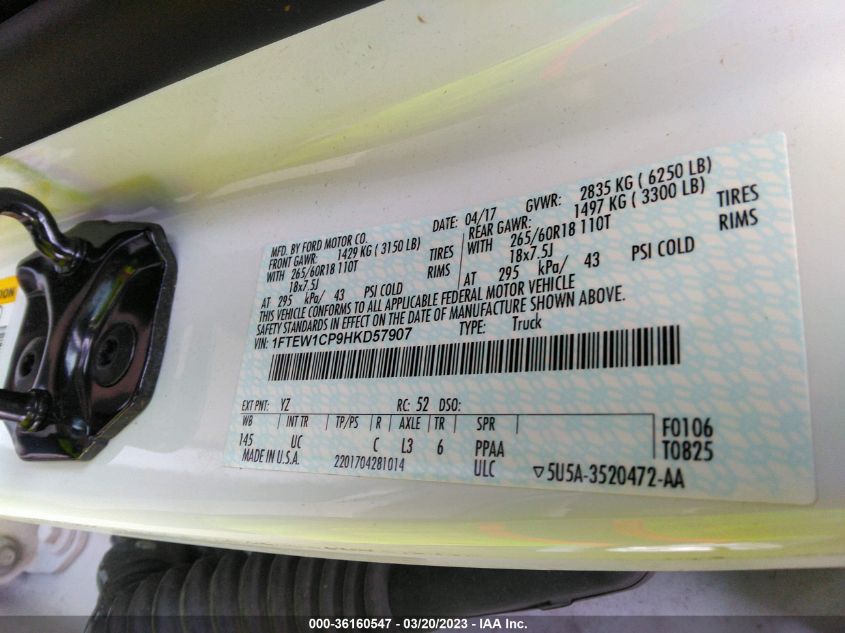 MFD. BY FORD MOTOR CO.
DATE: 04/17 GVWR: 2835 KG ( 6250 LB)
FRONT GAWR: 1429 KG ( 3150 LB) REAR GAWR: 1497 KG ( 3300 LB)
WITH 265/60R18 110T TIRES WITH 265/60R18 110T TIRES
18x7.5J RIMS 18x7.5J RIMS
AT 295 kPa/ 43 PSI COLD AT 295 kPa/ 43 PSI COLD
THIS VEHICLE CONFORMS TO ALL APPLICABLE FEDERAL MOTOR VEHICLE
SAFETY STANDARDS IN EFFECT ON THE DATE OF MANUFACTURE SHOWN ABOVE.
VIN: 1FTEW1CP9HKD57907 TYPE: Truck
EXT PNT: YZ RC: 52 DSO:
WB INT TR TP/PS R AXLE TR SPR F0106
145 UC C L3 6 PPAA T0825
MADE IN U.S.A. 2201704281014 ULC ▽5U5A-3520472-AA
TION
000-36160547 - 03/20/2023 - IAA Inc.